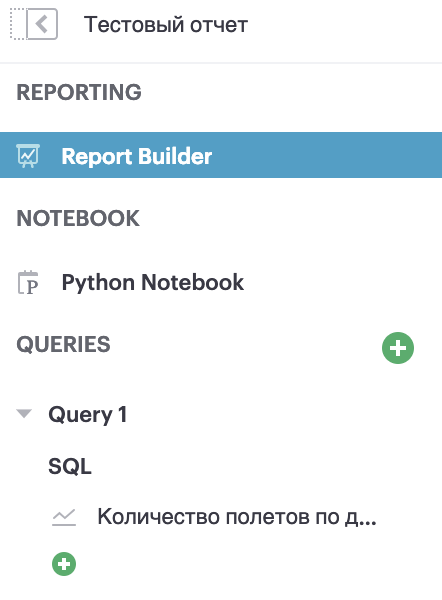 Тестовый отчет
REPORTING
Report Builder
NOTEBOOK
Python Notebook
QUERIES
Query 1
SQL
Количество полетов по д...